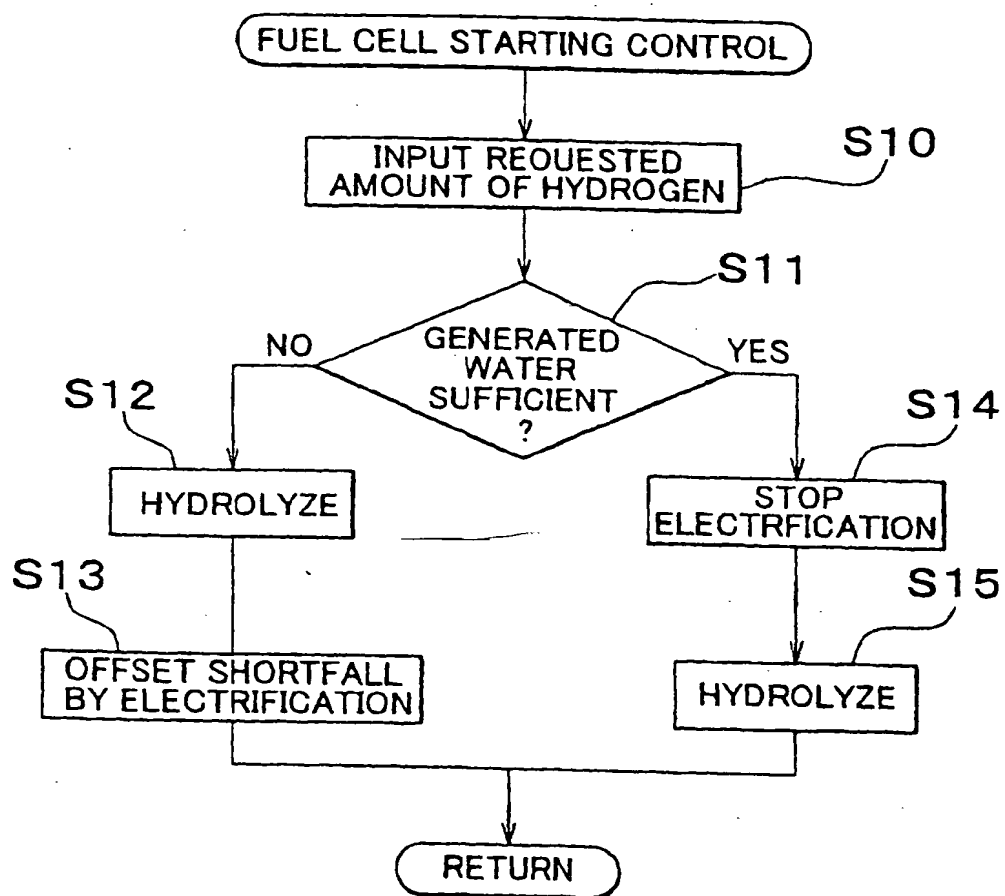 FUEL CELL STARTING CONTROL
S10
INPUT REQUESTED
AMOUNT OF HYDROGEN
S11
GENERATED
WATER
SUFFICIENT
?
NO
YES
S12
HYDROLYZE
S14
STOP
ELECTRFICATION
S13
OFFSET SHORTFALL
BY ELECTRIFICATION
S15
HYDROLYZE
RETURN